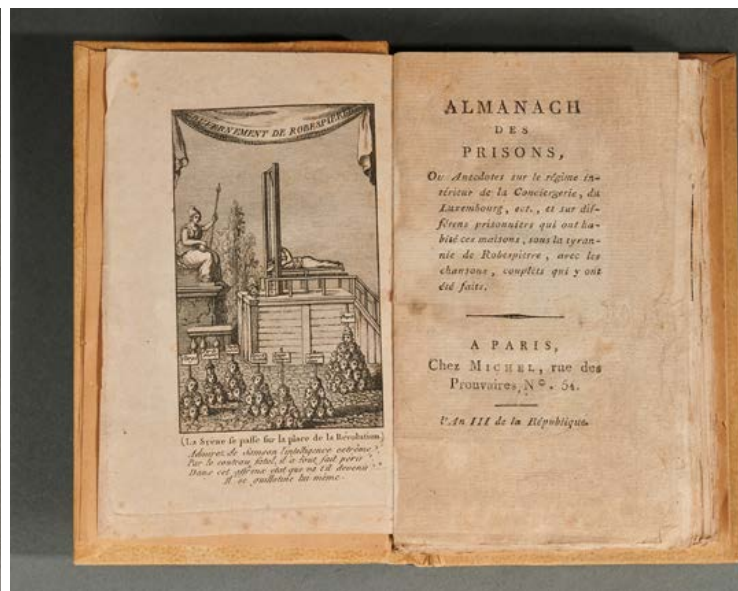 GOUVERNEMENT DE ROBESPIERRE
(La Scène se passe sur la place de la Révolution)
Admirez de Samson l'intelligence extrême
Par le couteau fatal, il a tout fait périr
Dans cet affreux état que va t'il devenir
Il se guillotine lui même.
ALMANACH
DES
PRISONS,
Ou Anecdotes sur le régime in-
térieur de la Conciergerie, du
Luxembourg, ect., et sur dif-
férens prisonniers qui ont ha-
bité ces maisons, sous la tyran-
nie de Robespierre, avec les
chansons, couplets qui y ont
été faits.
A PARIS,
Chez MICHEL, rue des
Prouvaires, Nº. 54.
l'An III de la République.